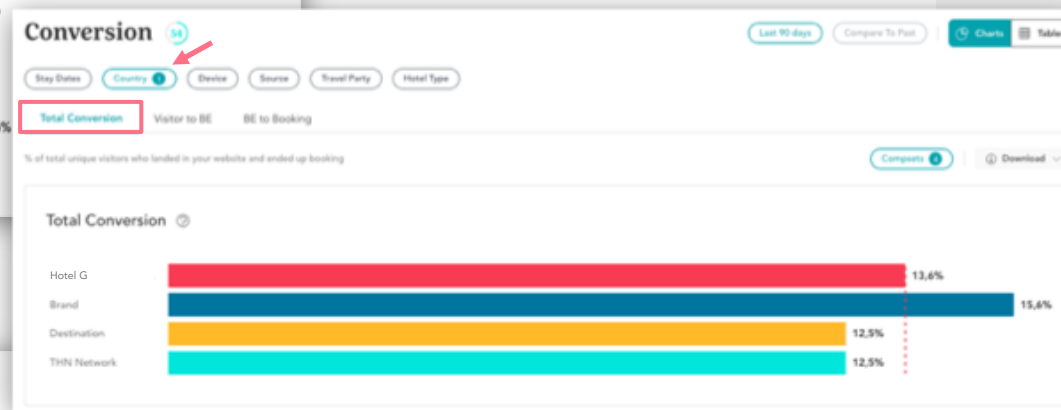 Conversion 54
Last 90 days Compare To Past Charts Table
Stay Dates Country 1 Device Source Travel Party Hotel Type
Total Conversion Visitor to BE BE to Booking
%
% of total unique visitors who landed in your website and ended up booking
Compsets 4 Download
Total Conversion ?
Hotel G 13,6%
Brand 15,6%
Destination 12,5%
THN Network 12,5%